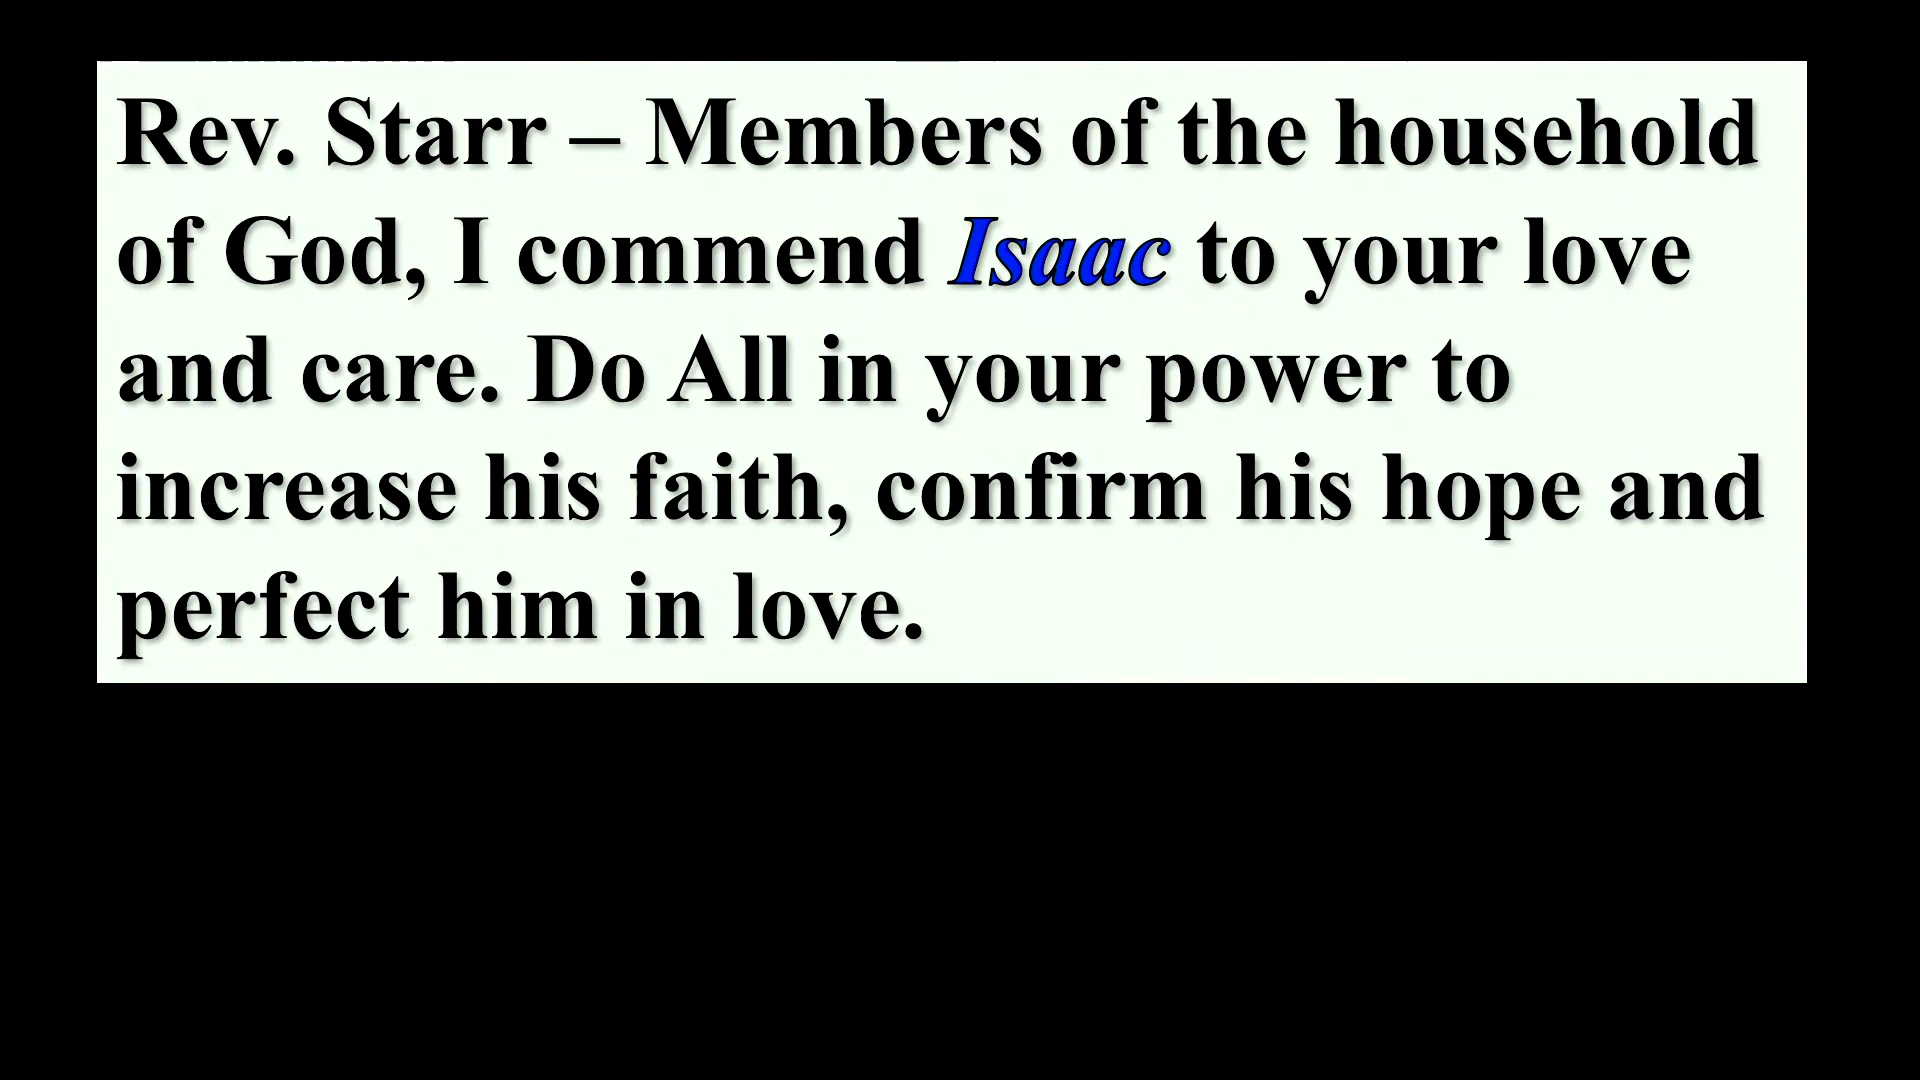 Rev. Starr – Members of the household
of God, I commend Isaac to your love
and care. Do All in your power to
increase his faith, confirm his hope and
perfect him in love.